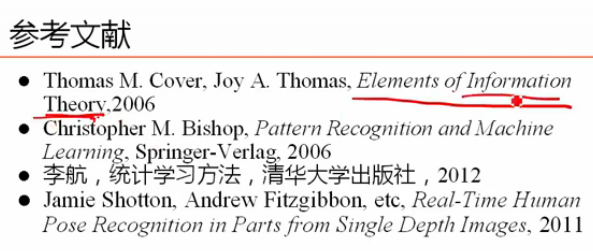 参考文献
● Thomas M. Cover, Joy A. Thomas, Elements of Information
Theory,2006
● Christopher M. Bishop, Pattern Recognition and Machine
Learning, Springer-Verlag, 2006
● 李航，统计学习方法，清华大学出版社，2012
● Jamie Shotton, Andrew Fitzgibbon, etc, Real-Time Human
Pose Recognition in Parts from Single Depth Images, 2011